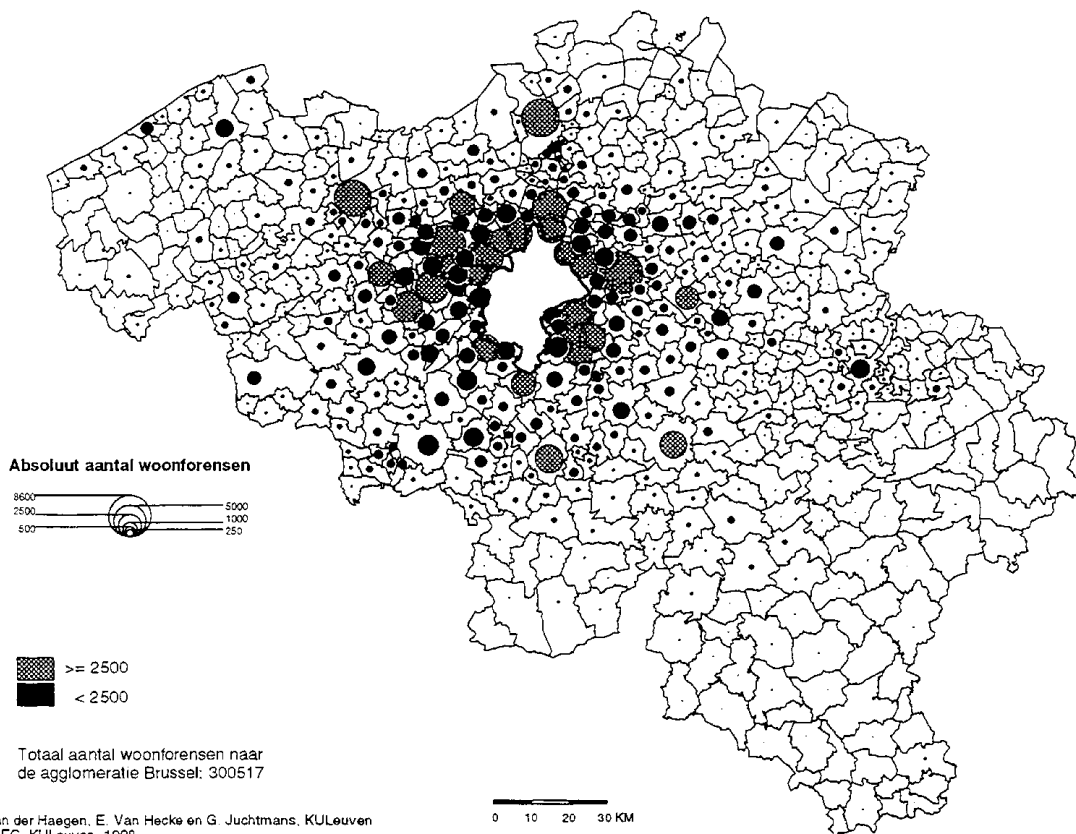 Absoluut aantal woonforensen
8600
2500
500
5000
1000
250
>= 2500
< 2500
Totaal aantal woonforensen naar
de agglomeratie Brussel: 300517
der Haegen, E. Van Hecke en G. Juchtmans, KULeuven
KULeuven
0 10 20 30 KM